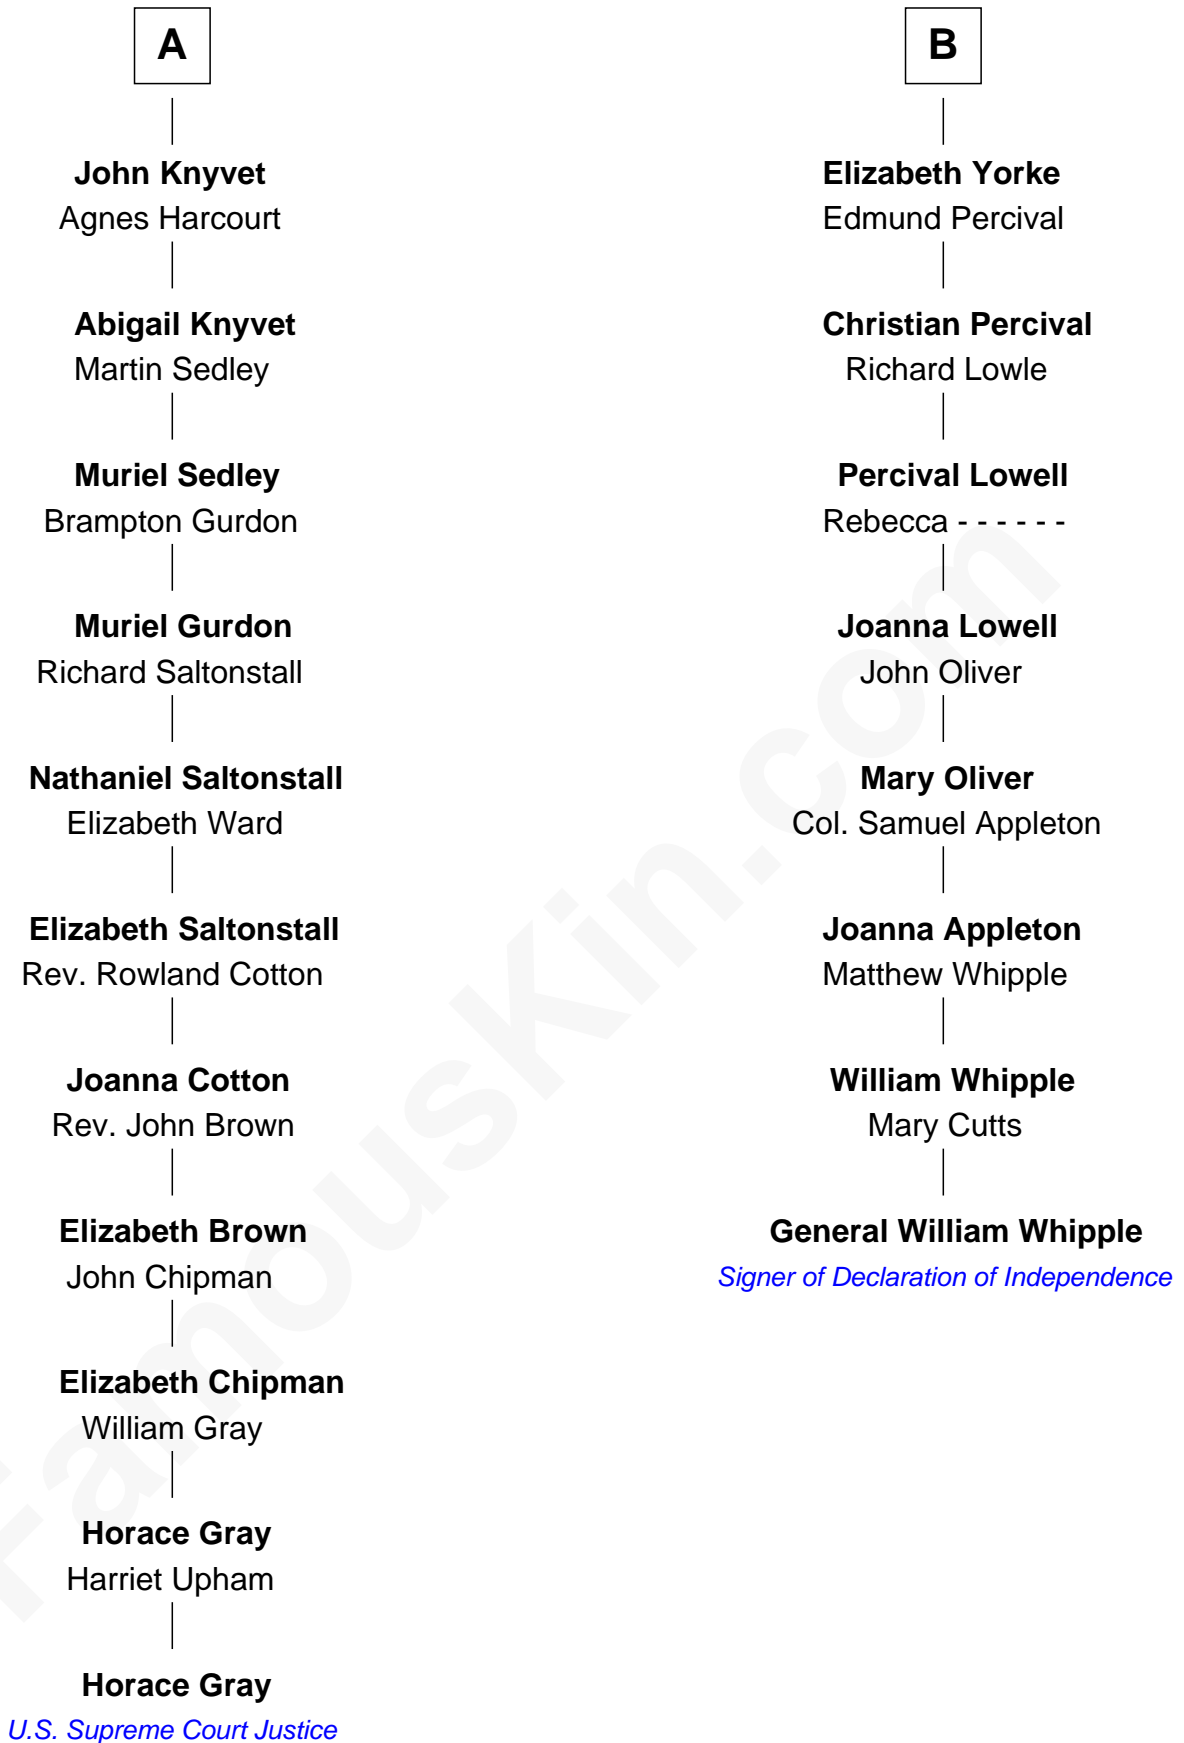 A
John Knyvet
Agnes Harcourt
Abigail Knyvet
Martin Sedley
Muriel Sedley
Brampton Gurdon
Muriel Gurdon
Richard Saltonstall
Nathaniel Saltonstall
Elizabeth Ward
Elizabeth Saltonstall
Rev. Rowland Cotton
Joanna Cotton
Rev. John Brown
Elizabeth Brown
John Chipman
Elizabeth Chipman
William Gray
Horace Gray
Harriet Upham
Horace Gray
U.S. Supreme Court Justice
B
Elizabeth Yorke
Edmund Percival
Christian Percival
Richard Lowle
Percival Lowell
Rebecca - - - - - -
Joanna Lowell
John Oliver
Mary Oliver
Col. Samuel Appleton
Joanna Appleton
Matthew Whipple
William Whipple
Mary Cutts
General William Whipple
Signer of Declaration of Independence
FamousKin.com